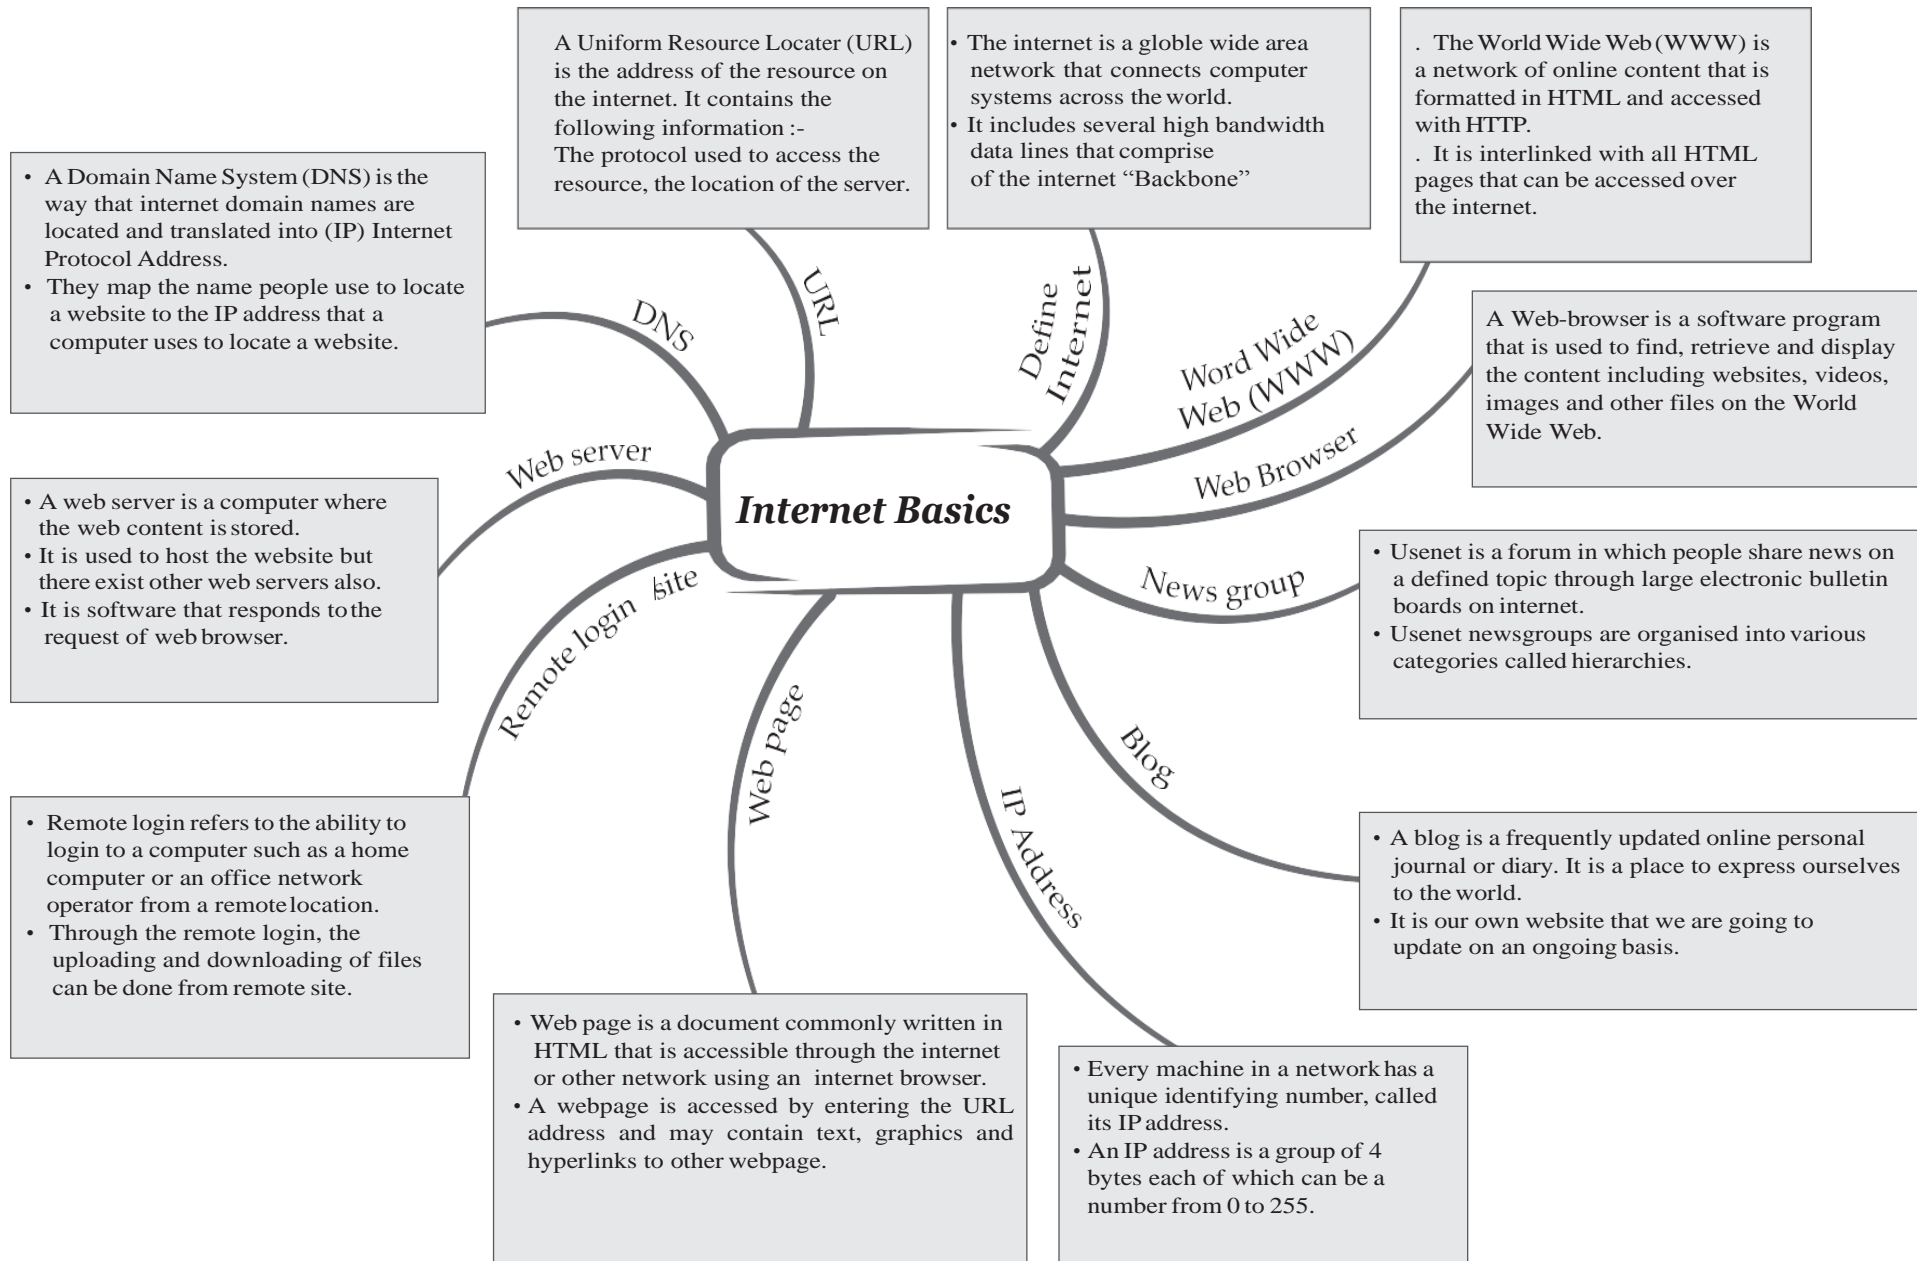 A Uniform Resource Locater (URL)
is the address of the resource on
the internet. It contains the
following information :-
The protocol used to access the
resource, the location of the server.
• The internet is a globle wide area
network that connects computer
systems across the world.
• It includes several high bandwidth
data lines that comprise
of the internet “Backbone”
. The World Wide Web (WWW) is
a network of online content that is
formatted in HTML and accessed
with HTTP.
. It is interlinked with all HTML
pages that can be accessed over
the internet.
• A Domain Name System (DNS) is the
way that internet domain names are
located and translated into (IP) Internet
Protocol Address.
• They map the name people use to locate
a website to the IP address that a
computer uses to locate a website.
URL
Define
Internet
DNS
Word Wide
Web (WWW)
A Web-browser is a software program
that is used to find, retrieve and display
the content including websites, videos,
images and other files on the World
Wide Web.
Web server
Internet Basics
Web Browser
• A web server is a computer where
the web content is stored.
• It is used to host the website but
there exist other web servers also.
• It is software that responds to the
request of web browser.
Remote login /site
News group
• Usenet is a forum in which people share news on
a defined topic through large electronic bulletin
boards on internet.
• Usenet newsgroups are organised into various
categories called hierarchies.
Web page
IP Address
Blog
• Remote login refers to the ability to
login to a computer such as a home
computer or an office network
operator from a remote location.
• Through the remote login, the
uploading and downloading of files
can be done from remote site.
• A blog is a frequently updated online personal
journal or diary. It is a place to express ourselves
to the world.
• It is our own website that we are going to
update on an ongoing basis.
• Web page is a document commonly written in
HTML that is accessible through the internet
or other network using an internet browser.
• A webpage is accessed by entering the URL
address and may contain text, graphics and
hyperlinks to other webpage.
• Every machine in a network has a
unique identifying number, called
its IP address.
• An IP address is a group of 4
bytes each of which can be a
number from 0 to 255.